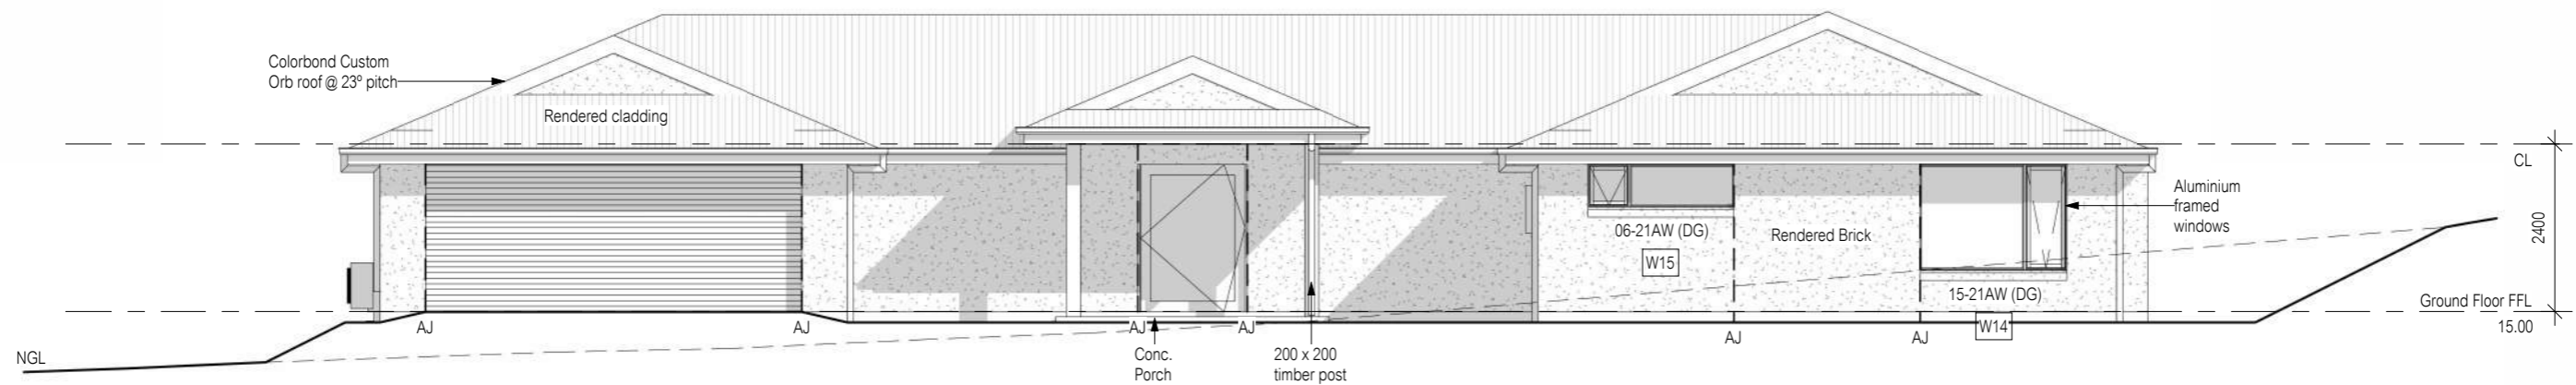 Colorbond Custom
Orb roof @ 23º pitch
Rendered cladding
CL
Aluminium
framed
windows
2400
06-21AW (DG)
W15
Rendered Brick
15-21AW (DG)
W14
Ground Floor FFL
15.00
AJ
AJ
AJ
AJ
AJ
AJ
NGL
Conc.
Porch
200 x 200
timber post